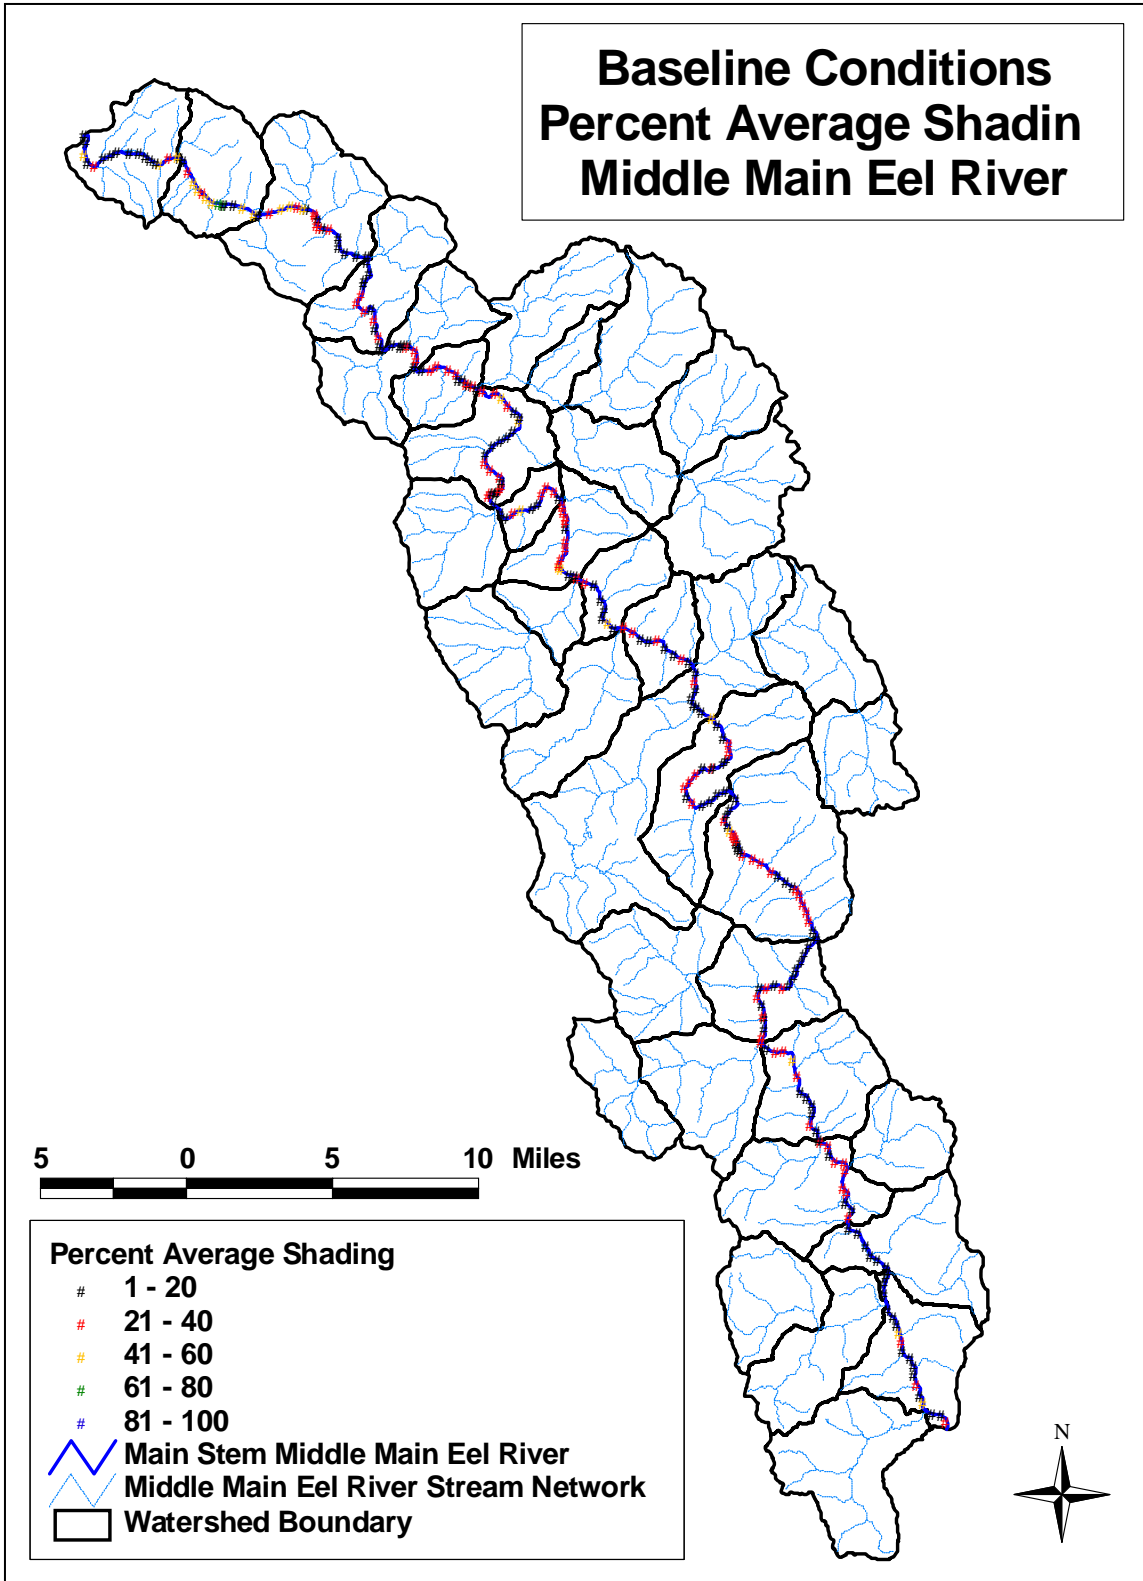 Baseline Conditions
Percent Average Shadin
Middle Main Eel River
5 0 5 10 Miles
Percent Average Shading
# 1 - 20
# 21 - 40
# 41 - 60
# 61 - 80
# 81 - 100
Main Stem Middle Main Eel River
Middle Main Eel River Stream Network
Watershed Boundary
N